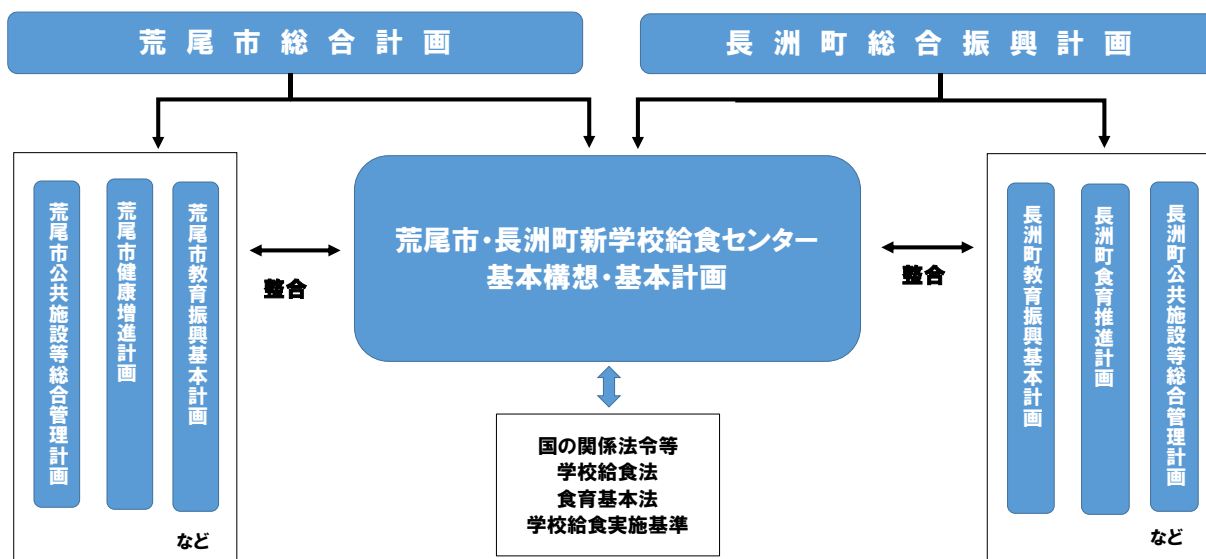 荒尾市総合計画
長洲町総合振興計画
荒尾市公共施設等総合管理計画
荒尾市健康増進計画
荒尾市教育振興基本計画
など
整合
荒尾市・長洲町新学校給食センター
基本構想・基本計画
整合
長洲町教育振興基本計画
長洲町食育推進計画
長洲町公共施設等総合管理計画
など
国の関係法令等
学校給食法
食育基本法
学校給食実施基準